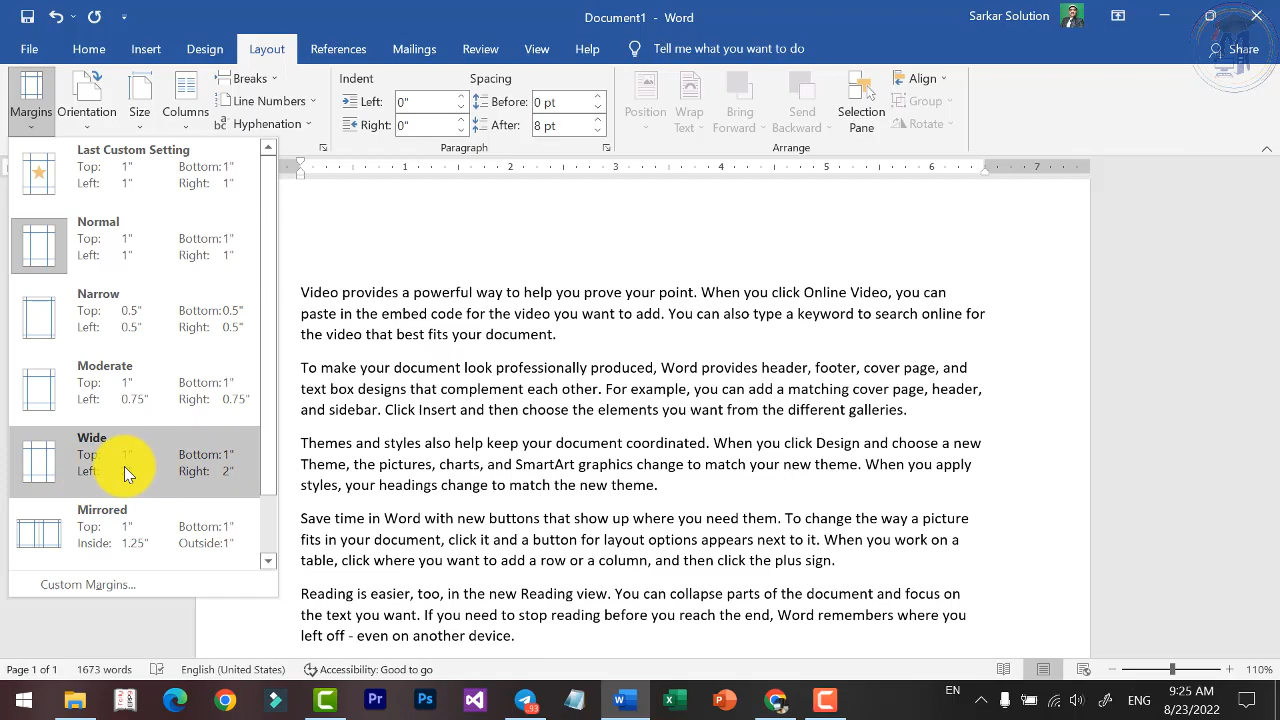 Document1 - Word
Sarkar Solution
File Home Insert Design Layout References Mailings Review View Help Tell me what you want to do Share
Margins
Orientation
Size
Columns
Breaks
Line Numbers
Hyphenation
Indent
Left: 0"
Right: 0"
Spacing
Before: 0 pt
After: 8 pt
Paragraph
Position
Wrap
Text
Bring
Forward
Send
Backward
Selection
Pane
Align
Group
Rotate
Arrange
Last Custom Setting
Top: 1" Bottom: 1"
Left: 1" Right: 1"
Normal
Top: 1" Bottom: 1"
Left: 1" Right: 1"
Narrow
Top: 0.5" Bottom: 0.5"
Left: 0.5" Right: 0.5"
Moderate
Top: 1" Bottom: 1"
Left: 0.75" Right: 0.75"
Wide
Top: 1" Bottom: 1"
Left: Right: 2"
Mirrored
Top: 1" Bottom: 1"
Inside: 1.25" Outside: 1"
Custom Margins...
1 2 3 4 5 6 7
Video provides a powerful way to help you prove your point. When you click Online Video, you can
paste in the embed code for the video you want to add. You can also type a keyword to search online for
the video that best fits your document.
To make your document look professionally produced, Word provides header, footer, cover page, and
text box designs that complement each other. For example, you can add a matching cover page, header,
and sidebar. Click Insert and then choose the elements you want from the different galleries.
Themes and styles also help keep your document coordinated. When you click Design and choose a new
Theme, the pictures, charts, and SmartArt graphics change to match your new theme. When you apply
styles, your headings change to match the new theme.
Save time in Word with new buttons that show up where you need them. To change the way a picture
fits in your document, click it and a button for layout options appears next to it. When you work on a
table, click where you want to add a row or a column, and then click the plus sign.
Reading is easier, too, in the new Reading view. You can collapse parts of the document and focus on
the text you want. If you need to stop reading before you reach the end, Word remembers where you
left off - even on another device.
Page 1 of 1 1673 words English (United States) Accessibility: Good to go 110%
Pr
Ps
93
EN
ENG
9:25 AM
8/23/2022